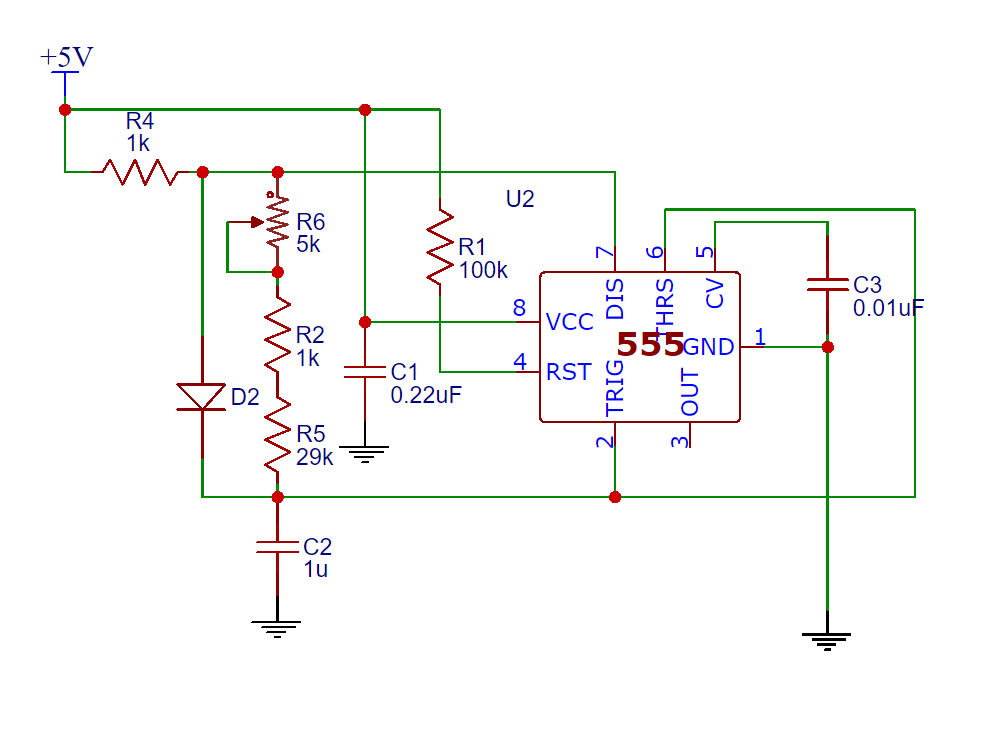 +5V
R4
1k
U2
R6
5k
R1
100k
7
6
5
DIS
THRS
CV
C3
0.01uF
8
VCC
555
GND
1
R2
1k
4
RST
C1
0.22uF
TRIG
OUT
D2
R5
29k
2
3
C2
1u